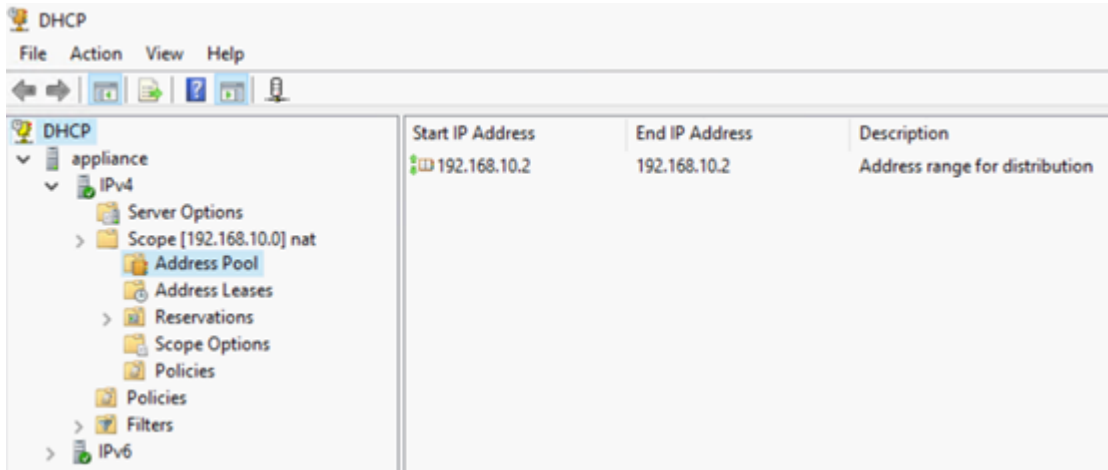 DHCP
File Action View Help
DHCP
appliance
IPv4
Server Options
Scope [192.168.10.0] nat
Address Pool
Address Leases
Reservations
Scope Options
Policies
Policies
Filters
IPv6
Start IP Address End IP Address Description
192.168.10.2 192.168.10.2 Address range for distribution